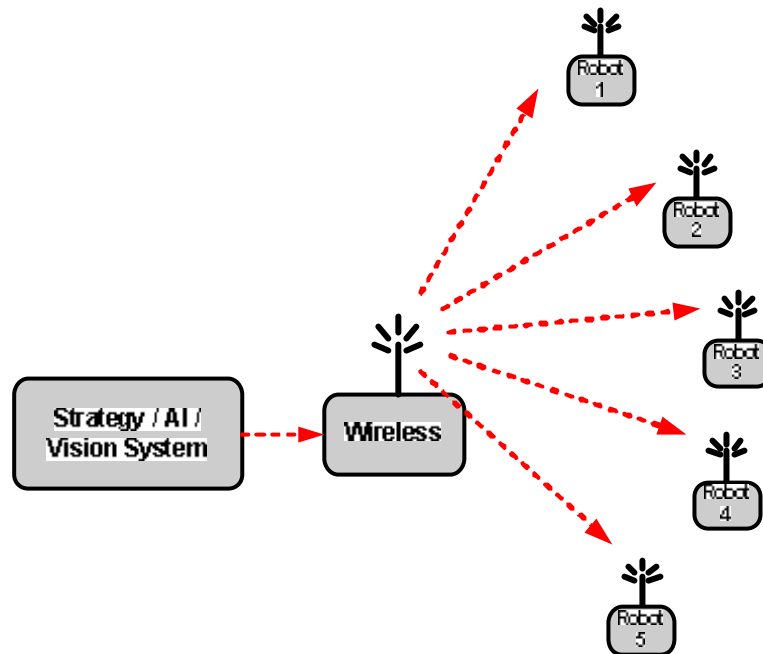 Robot
1
Robot
2
Robot
3
Strategy / AI /
Vision System
Wireless
Robot
4
Robot
5